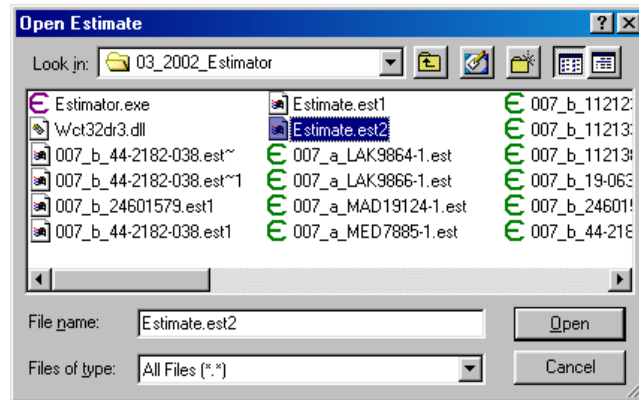 Open Estimate
Look in: 03_2002_Estimator
Estimator.exe
Wct32dr3.dll
007_b_44-2182-038.est~
007_b_44-2182-038.est~1
007_b_24601579.est1
007_b_44-2182-038.est1
Estimate.est1
Estimate.est2
007_a_LAK9864-1.est
007_a_LAK9866-1.est
007_a_MAD19124-1.est
007_a_MED7885-1.est
007_b_11212
007_b_11213
007_b_11213
007_b_19-063
007_b_24601
007_b_44-218
File name: Estimate.est2
Open
Files of type: All Files (*.*)
Cancel